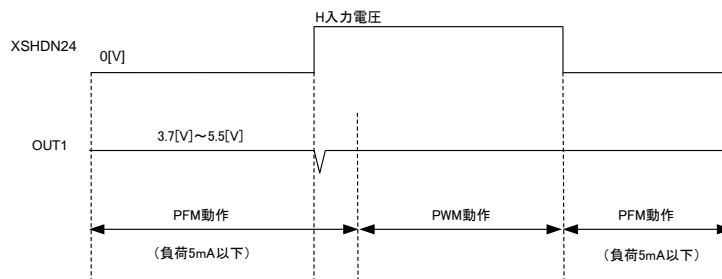 H入力電圧
XSHDN24
0[V]
3.7[V]～5.5[V]
OUT1
PFM動作
PWM動作
PFM動作
（負荷5mA以下）
（負荷5mA以下）